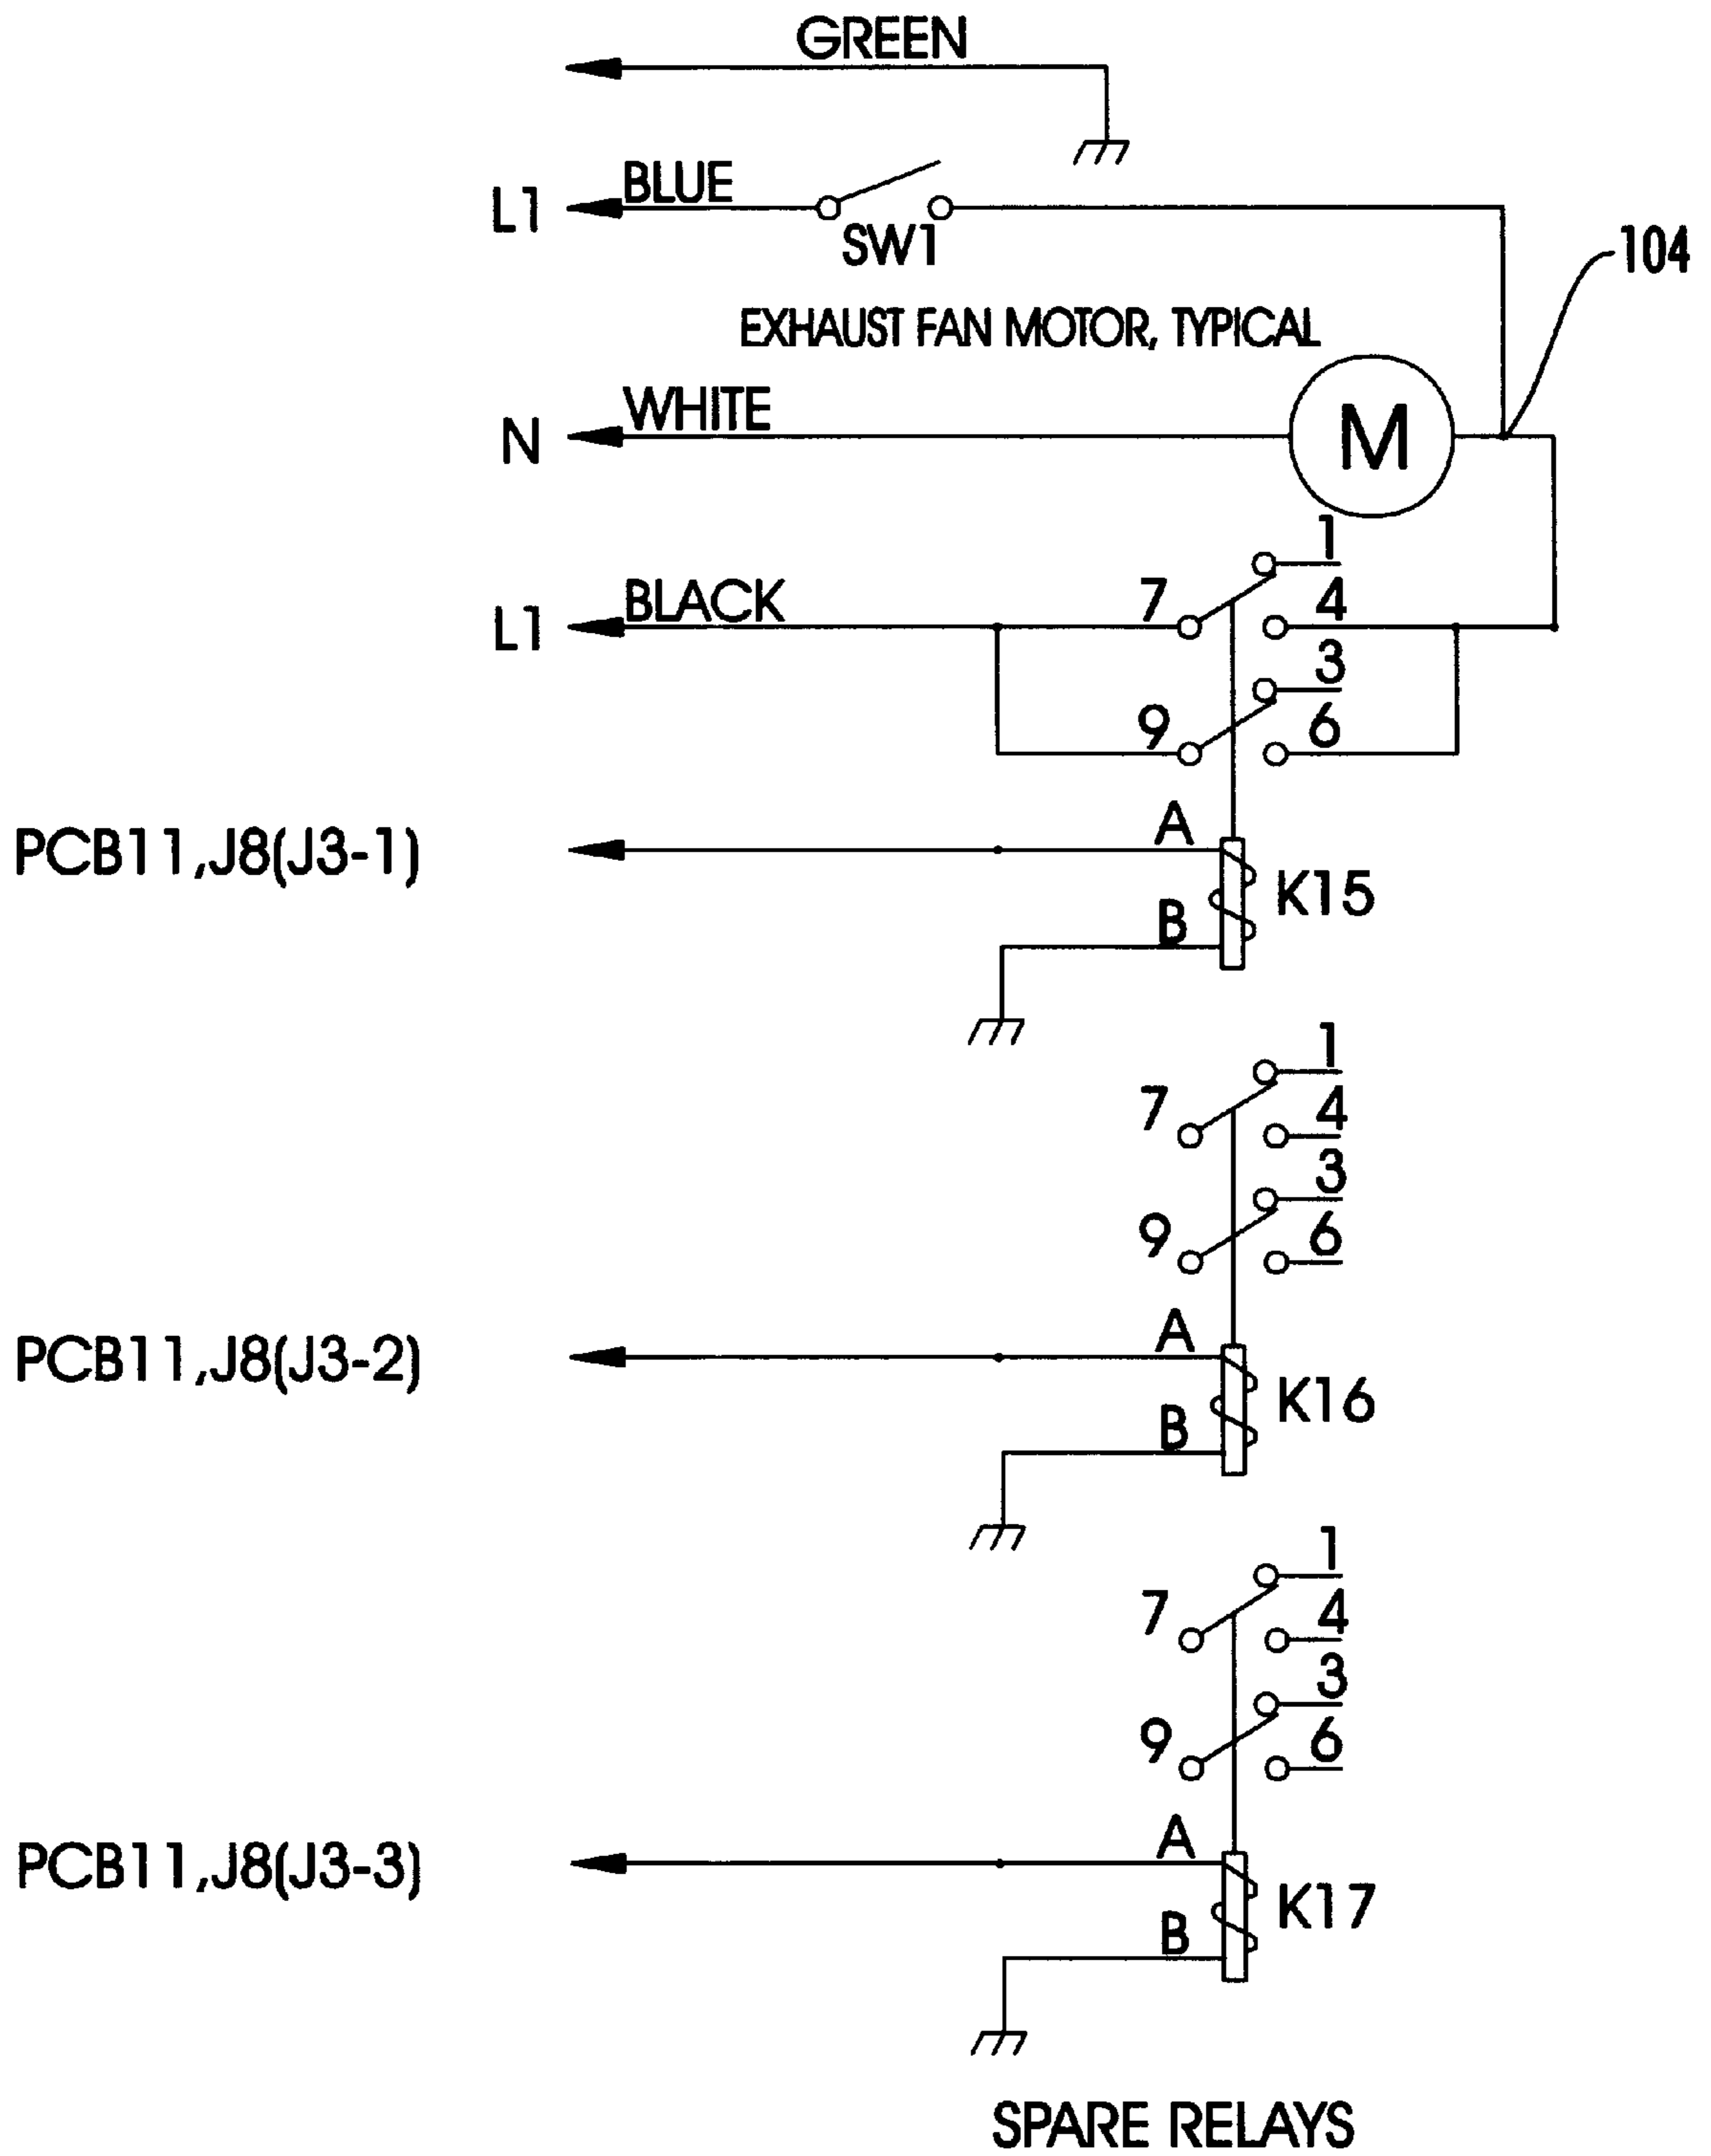 GREEN
L1 BLUE
SW1
104
EXHAUST FAN MOTOR, TYPICAL
N WHITE
M
L1 BLACK
7
1
4
3
9
6
PCB11,J8(J3-1)
A
K15
B
1
7
4
3
9
6
PCB11,J8(J3-2)
A
K16
B
1
7
4
3
9
6
PCB11,J8(J3-3)
A
K17
B
SPARE RELAYS